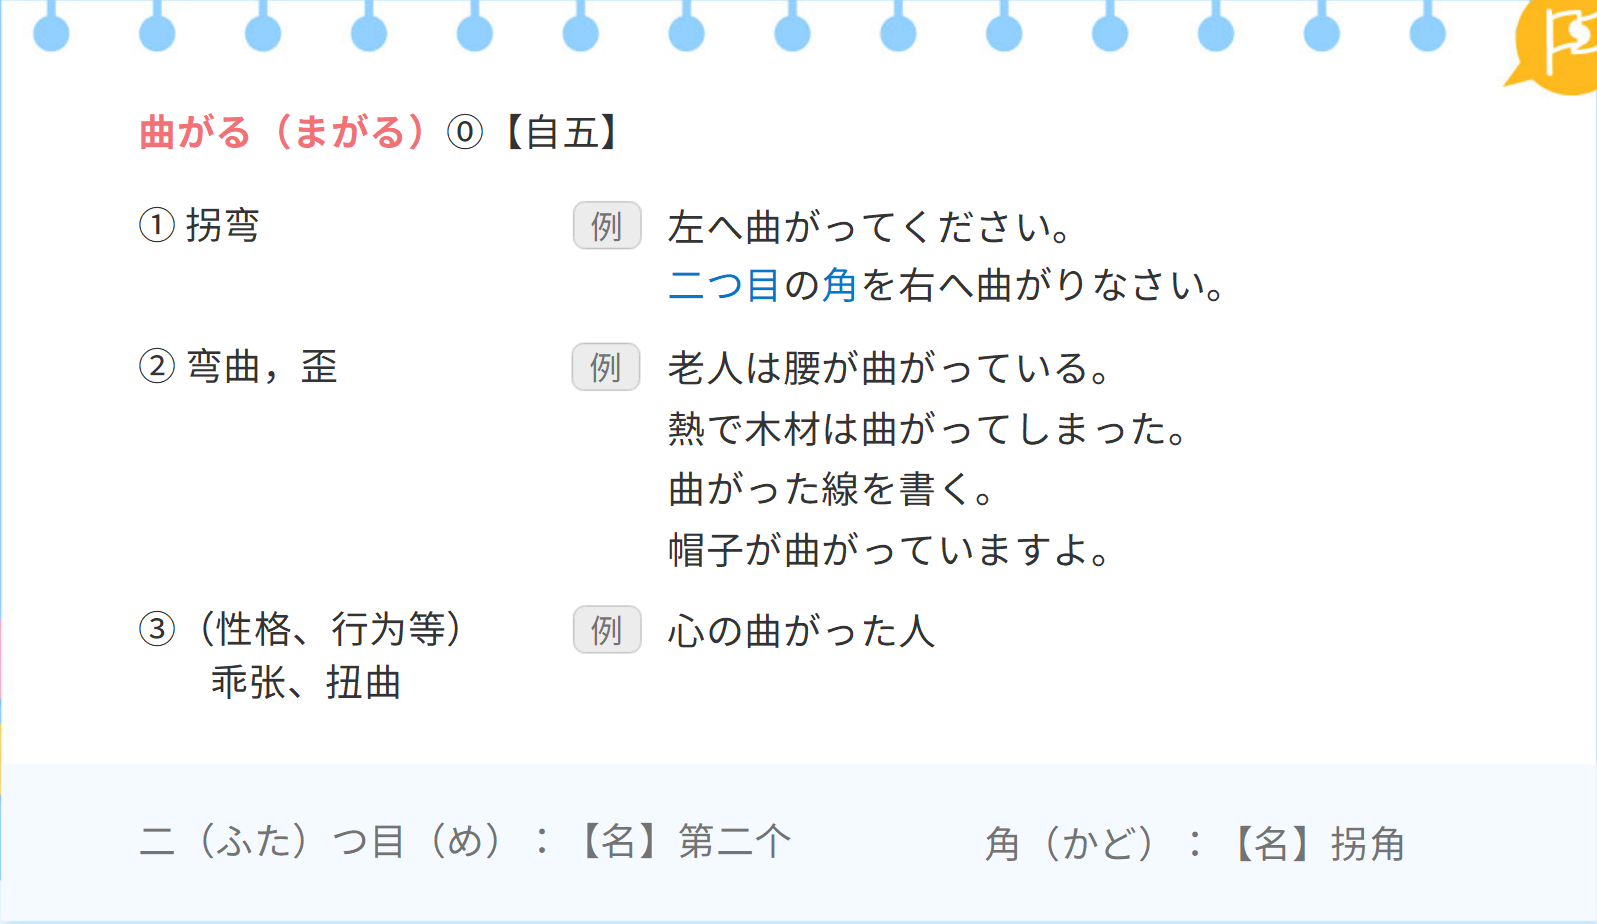 曲がる（まがる）⓪【自五】
① 拐弯
例 左へ曲がってください。
二つ目の角を右へ曲がりなさい。
② 弯曲，歪
例 老人は腰が曲がっている。
熱で木材は曲がってしまった。
曲がった線を書く。
帽子が曲がっていますよ。
③（性格、行为等）
乖张、扭曲
例 心の曲がった人
二（ふた）つ目（め）：【名】第二个
角（かど）：【名】拐角